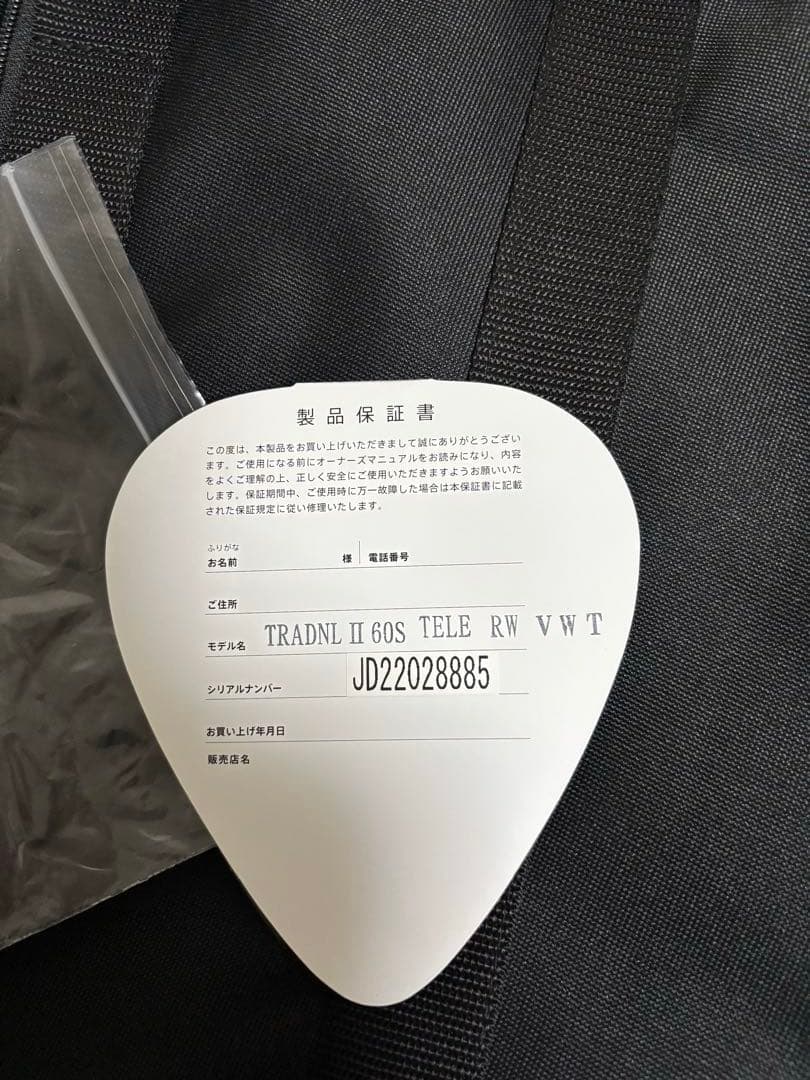 製品保証書
この度は、本製品をお買い上げいただきまして誠にありがとうござい
ます。ご使用になる前にオーナーズマニュアルをお読みになり、内容
をよくご理解の上、正しく安全にご使用いただきますようお願いいた
します。保証期間中、ご使用時に万一故障した場合は本保証書に記載
された保証規定に従い修理いたします。
ふりがな
お名前 様 電話番号
ご住所
モデル名 TRADNL II 60S TELE RW VWT
シリアルナンバー JD22028885
お買い上げ年月日
販売店名